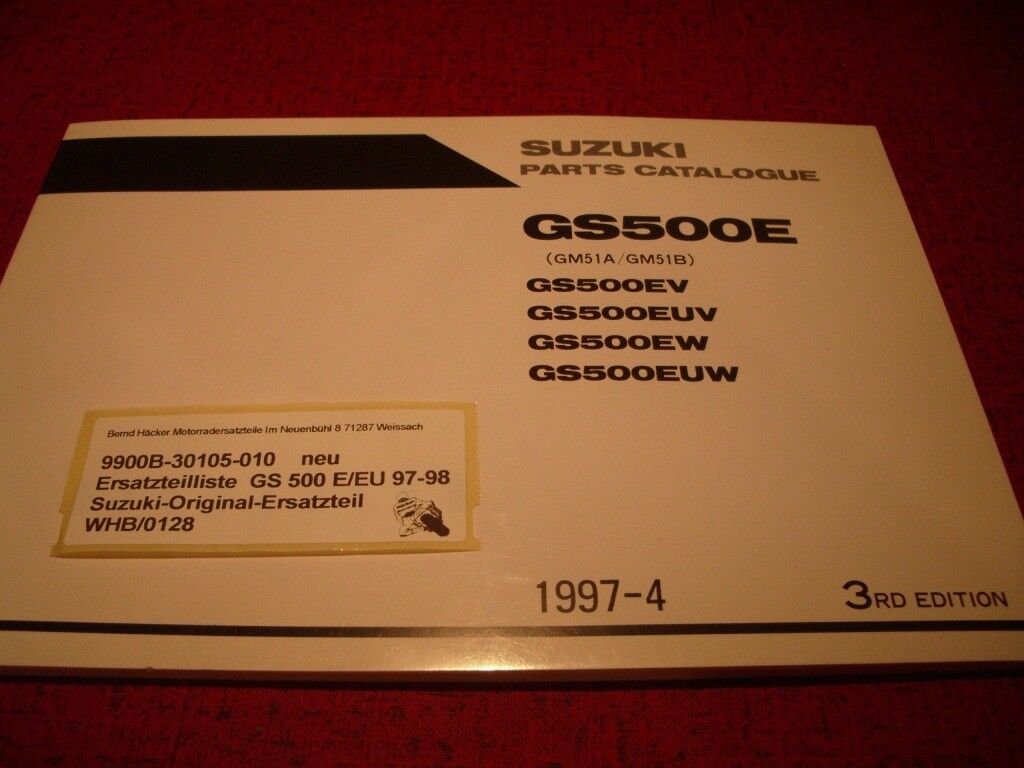 SUZUKI
PARTS CATALOGUE
GS500E
(GM51A/GM51B)
GS500EV
GS500EUV
GS500EW
GS500EUW
Bernd Häcker Motorradersatzteile Im Neuenbühl 8 71287 Weissach
9900B-30105-010 neu
Ersatzteilliste GS 500 E/EU 97-98
Suzuki-Original-Ersatzteil
WHB/0128
1997-4
3RD EDITION